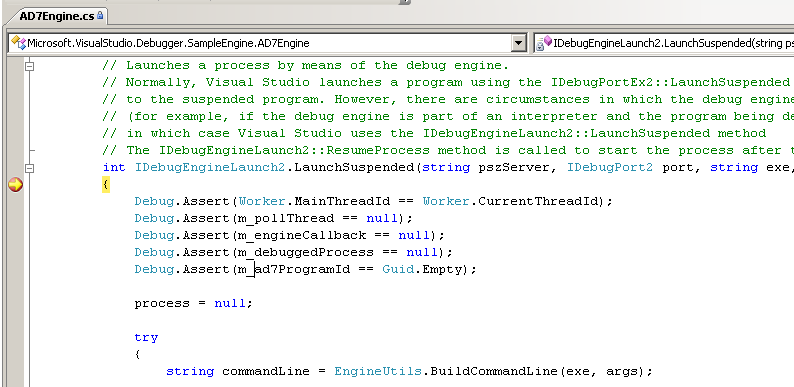 AD7Engine.cs
Microsoft.VisualStudio.Debugger.SampleEngine.AD7Engine
IDebugEngineLaunch2.LaunchSuspended(string ps
// Launches a process by means of the debug engine.
// Normally, Visual Studio launches a program using the IDebugPortEx2::LaunchSuspended
// to the suspended program. However, there are circumstances in which the debug engine
// (for example, if the debug engine is part of an interpreter and the program being de
// in which case Visual Studio uses the IDebugEngineLaunch2::LaunchSuspended method
// The IDebugEngineLaunch2::ResumeProcess method is called to start the process after t
int IDebugEngineLaunch2.LaunchSuspended(string pszServer, IDebugPort2 port, string exe,
{
Debug.Assert(Worker.MainThreadId == Worker.CurrentThreadId);
Debug.Assert(m_pollThread == null);
Debug.Assert(m_engineCallback == null);
Debug.Assert(m_debuggedProcess == null);
Debug.Assert(m_ad7ProgramId == Guid.Empty);
process = null;
try
{
string commandLine = EngineUtils.BuildCommandLine(exe, args);